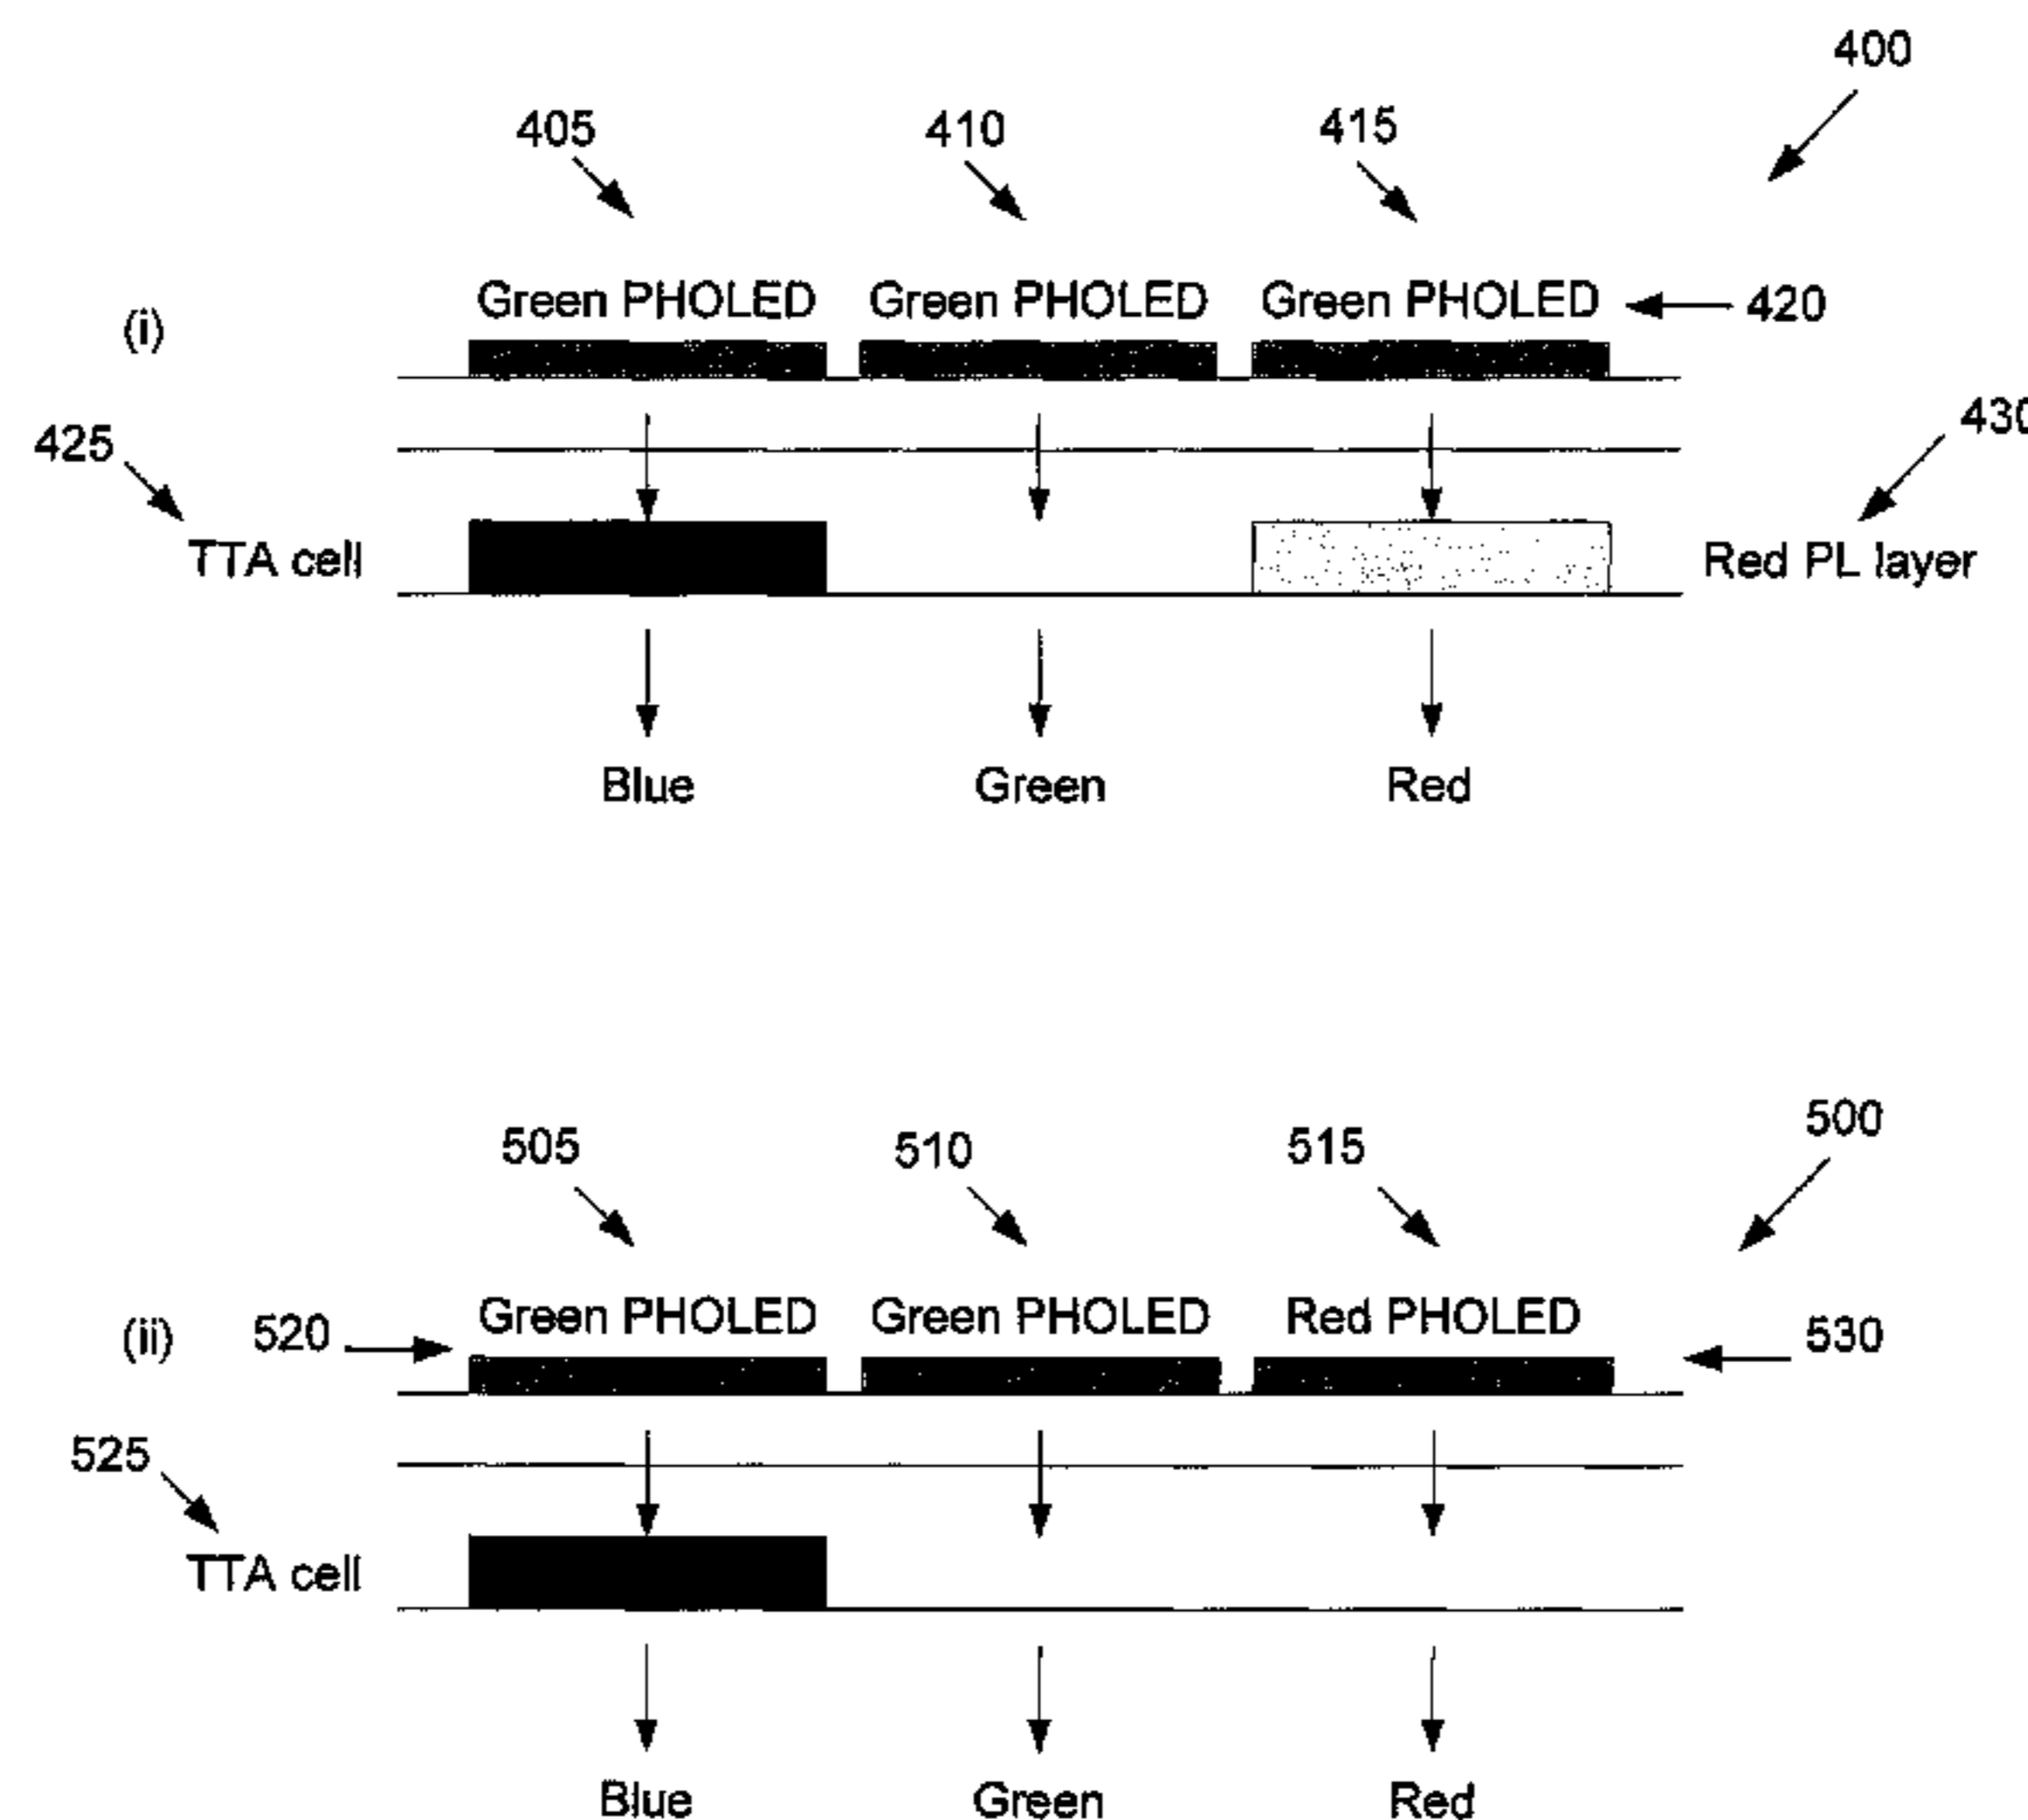 400
405 410 415
(i) Green PHOLED Green PHOLED Green PHOLED 420
425 430
TTA cell Red PL layer
Blue Green Red
500
505 510 515
(ii) 520 Green PHOLED Green PHOLED Red PHOLED 530
525
TTA cell
Blue Green Red